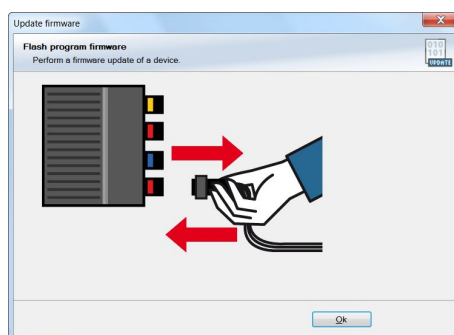 Update firmware
Flash program firmware
Perform a firmware update of a device.
010
101
UPDATE
Ok